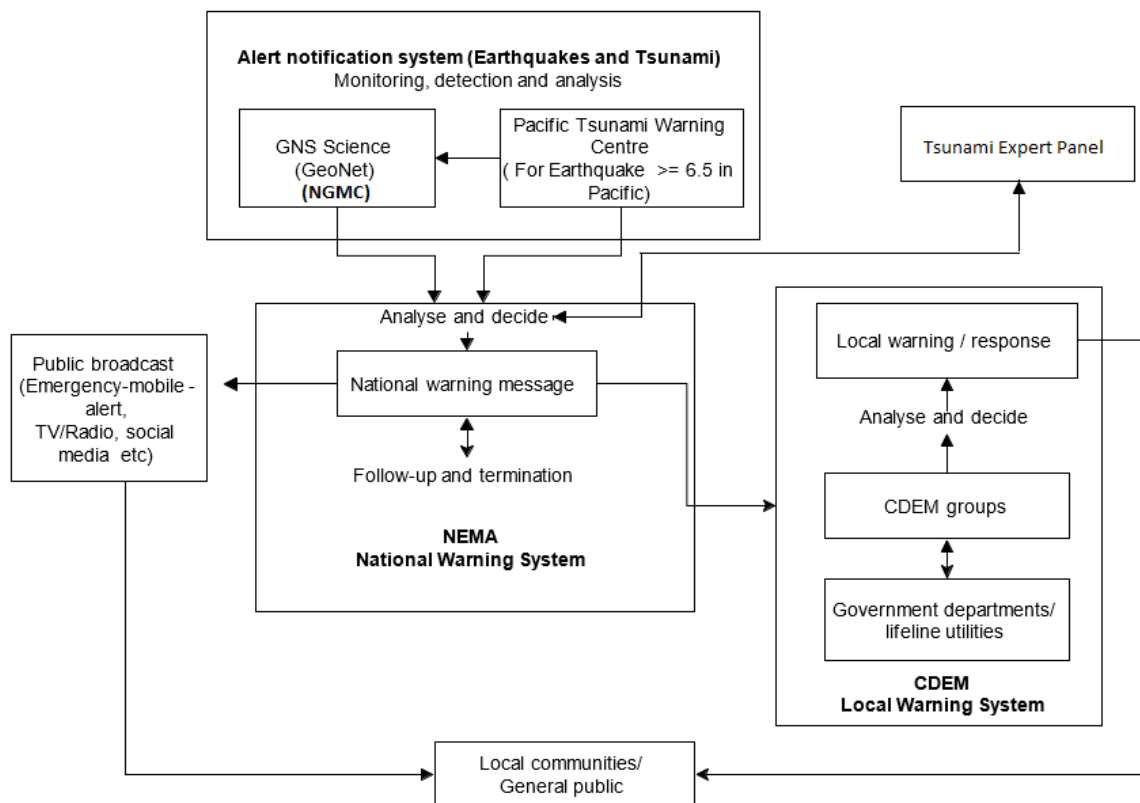 Alert notification system (Earthquakes and Tsunami)
Monitoring, detection and analysis
GNS Science
(GeoNet)
(NGMC)
Pacific Tsunami Warning
Centre
( For Earthquake >= 6.5 in
Pacific)
Tsunami Expert Panel
Analyse and decide
National warning message
Follow-up and termination
NEMA
National Warning System
Public broadcast
(Emergency-mobile -
alert,
TV/Radio, social
media etc)
Local warning / response
Analyse and decide
CDEM groups
Government departments/
lifeline utilities
CDEM
Local Warning System
Local communities/
General public